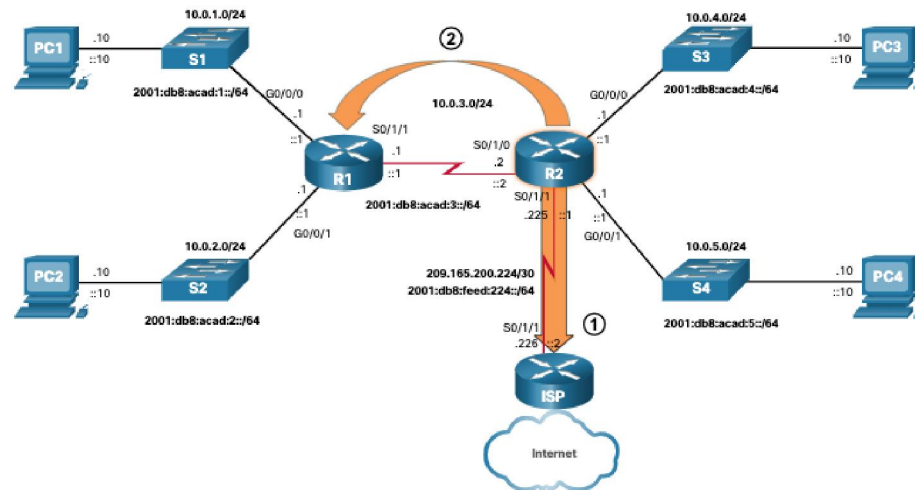 10.0.1.0/24
10.0.4.0/24
PC1
.10
::10
S1
2001:db8:acad:1::/64
G0/0/0
.1
::1
②
①
10.0.3.0/24
S0/1/1
.1
::1
R1
2001:db8:acad:3::/64
S0/1/0
.2
::2
R2
S0/1/1
.225
::1
G0/0/0
.1
::1
S3
2001:db8:acad:4::/64
.10
::10
PC3
.1
::1
G0/0/1
10.0.2.0/24
PC2
.10
::10
S2
2001:db8:acad:2::/64
209.165.200.224/30
2001:db8:feed:224::/64
.1
::1
G0/0/1
10.0.5.0/24
S4
2001:db8:acad:5::/64
.10
::10
PC4
S0/1/1
.226
::2
①
ISP
Internet